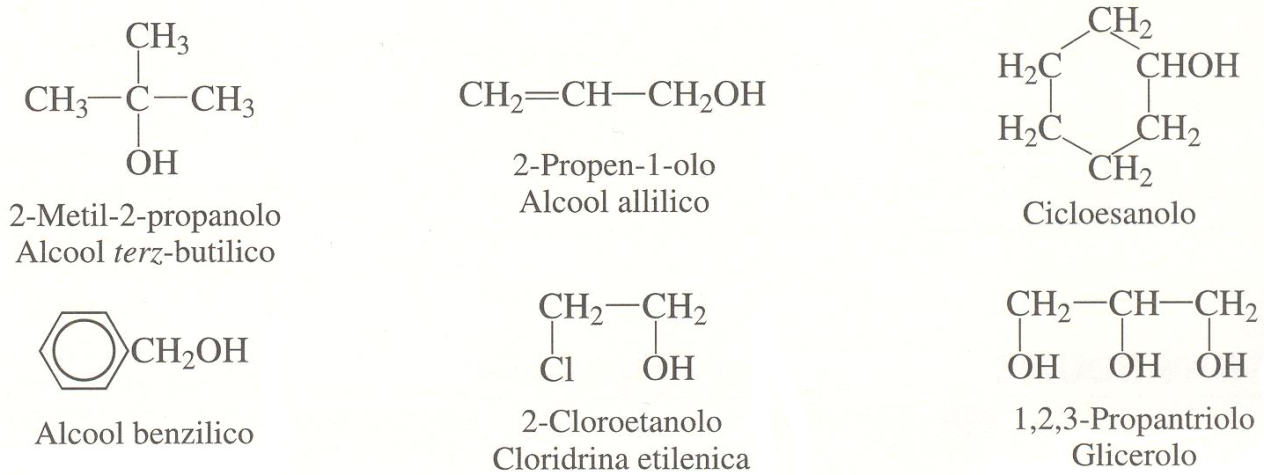 CH₃
CH₃—C—CH₃
OH
2-Metil-2-propanolo
Alcool terz-butilico
CH₂=CH—CH₂OH
2-Propen-1-olo
Alcool allilico
CH₂
H₂C CHOH
H₂C CH₂
CH₂
Cicloesanolo
CH₂OH
Alcool benzilico
CH₂—CH₂
Cl OH
2-Cloroetanolo
Cloridrina etilenica
CH₂—CH—CH₂
OH OH OH
1,2,3-Propantriolo
Glicerolo